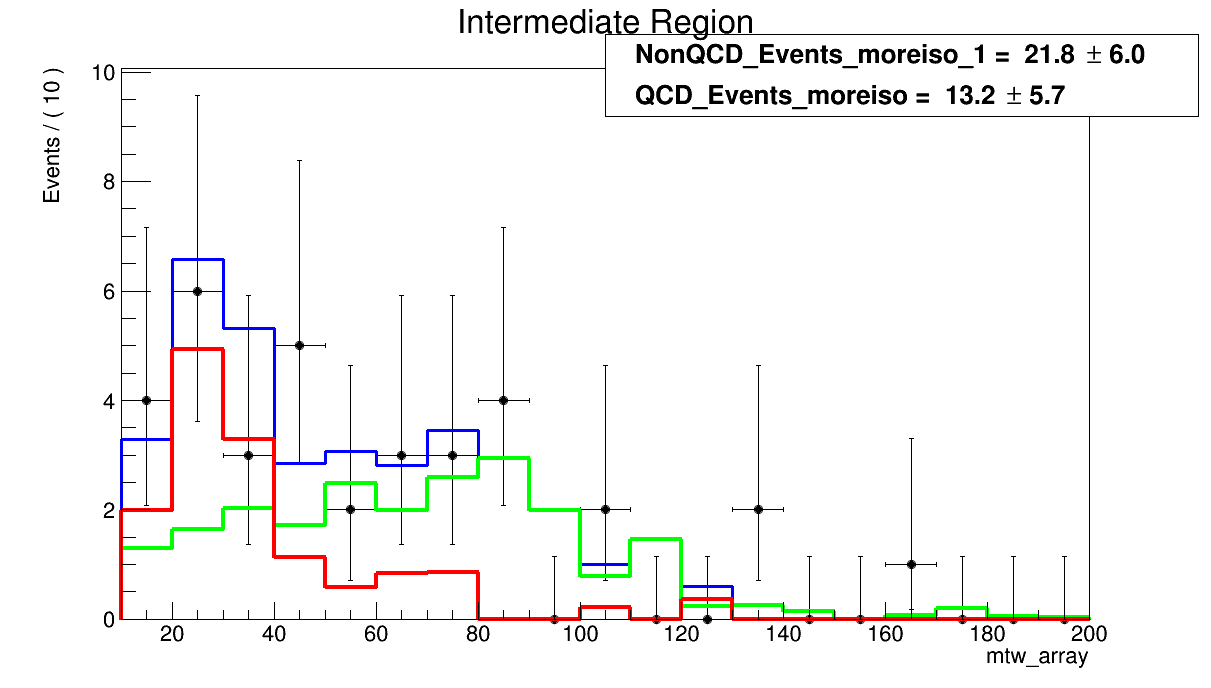 Intermediate Region
NonQCD_Events_moreiso_1 = 21.8 ± 6.0
QCD_Events_moreiso = 13.2 ± 5.7
Events / ( 10 )
10
8
6
4
2
0
20 40 60 80 100 120 140 160 180 200
mtw_array